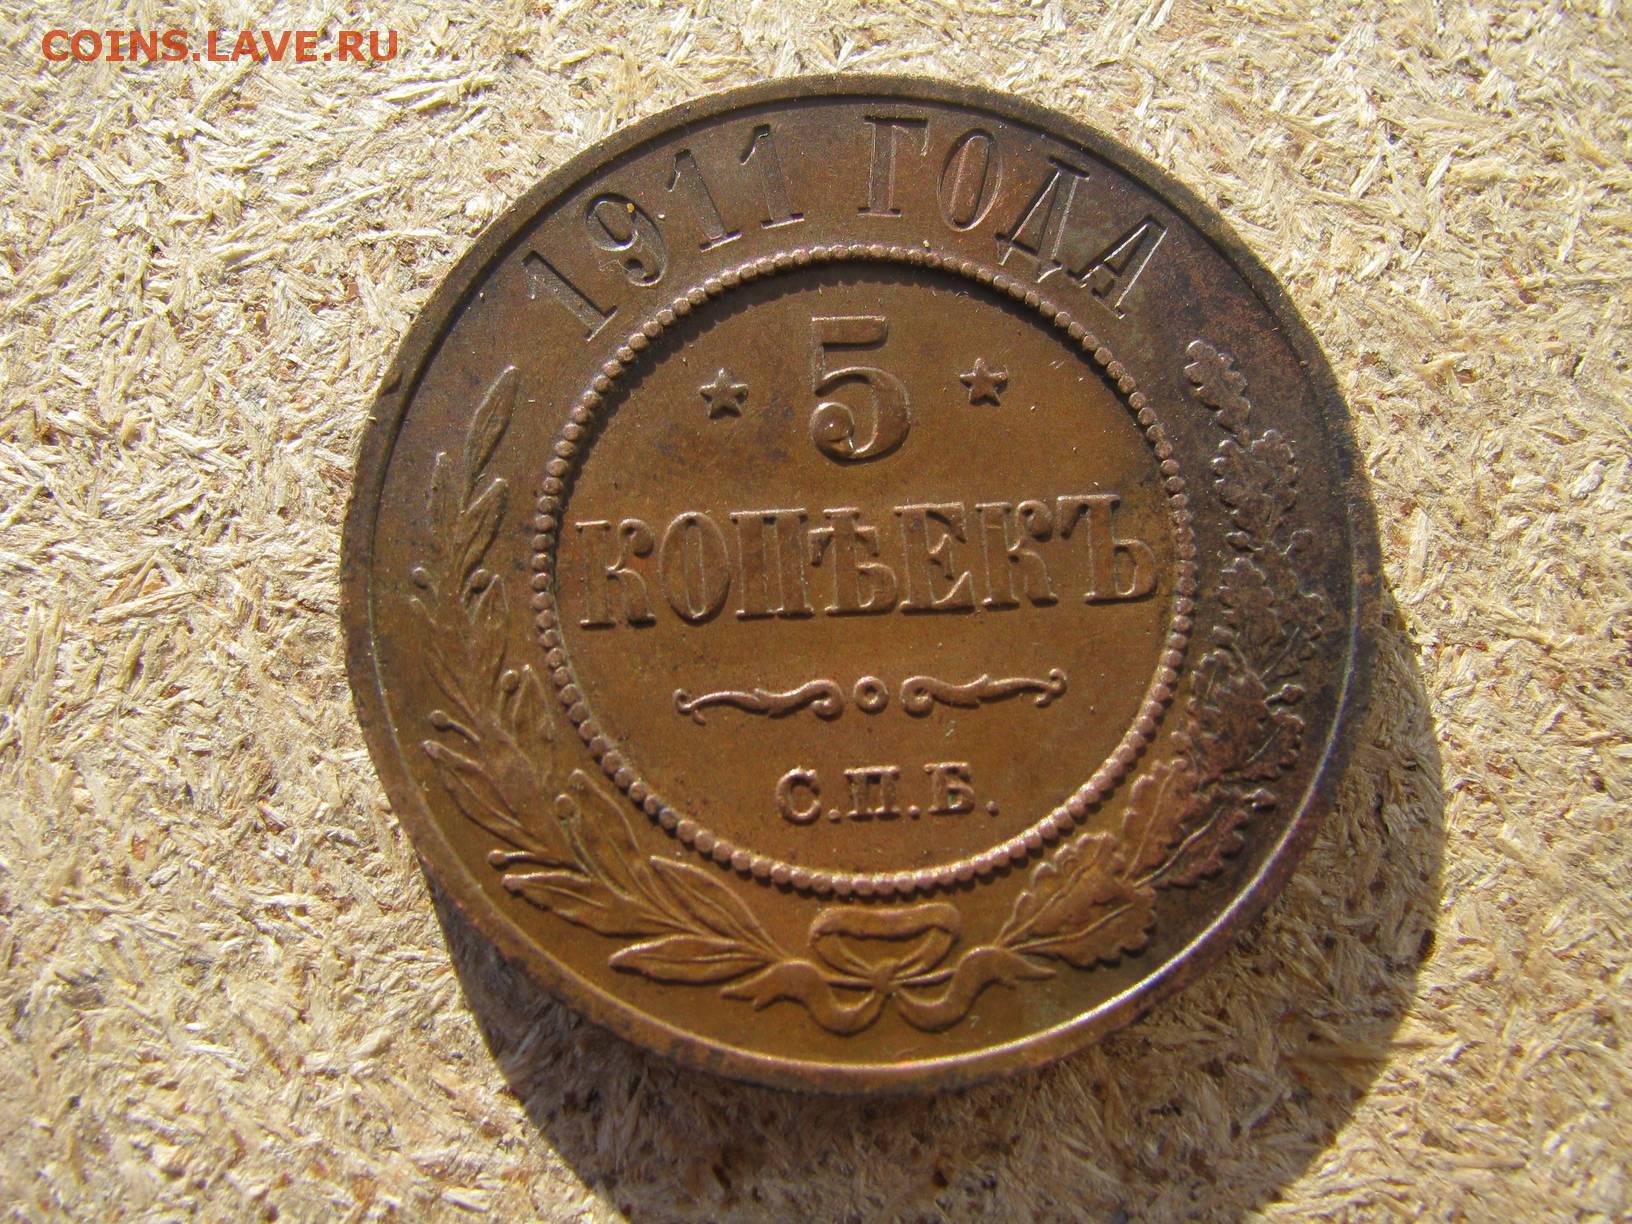 COINS.LAVE.RU
1911 ГОДА
* 5 *
КОПѢЕКЪ
С.П.Б.